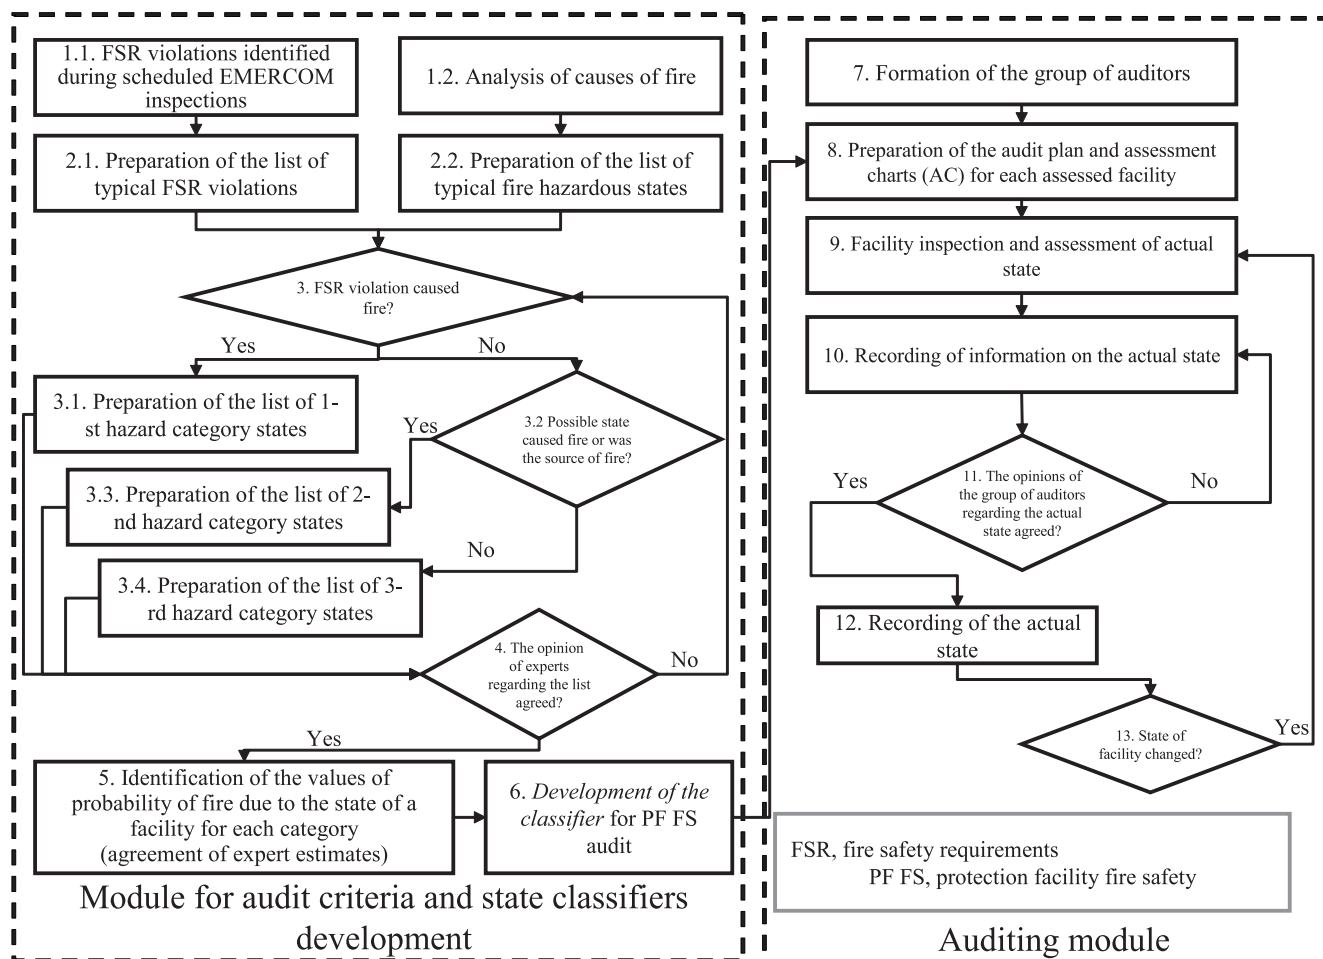 1.1. FSR violations identified
during scheduled EMERCOM
inspections
1.2. Analysis of causes of fire
2.1. Preparation of the list of
typical FSR violations
2.2. Preparation of the list of
typical fire hazardous states
3. FSR violation caused
fire?
Yes
No
3.1. Preparation of the list of 1-
st hazard category states
3.2 Possible state
caused fire or was
the source of fire?
Yes
3.3. Preparation of the list of 2-
nd hazard category states
No
3.4. Preparation of the list of 3-
rd hazard category states
4. The opinion
of experts
regarding the list
agreed?
No
Yes
5. Identification of the values of
probability of fire due to the state of a
facility for each category
(agreement of expert estimates)
6. Development of the
classifier for PF FS
audit
Module for audit criteria and state classifiers
development
7. Formation of the group of auditors
8. Preparation of the audit plan and assessment
charts (AC) for each assessed facility
9. Facility inspection and assessment of actual
state
10. Recording of information on the actual state
11. The opinions of
the group of auditors
regarding the actual
state agreed?
Yes
No
12. Recording of the actual
state
13. State of
facility changed?
Yes
FSR, fire safety requirements
PF FS, protection facility fire safety
Auditing module